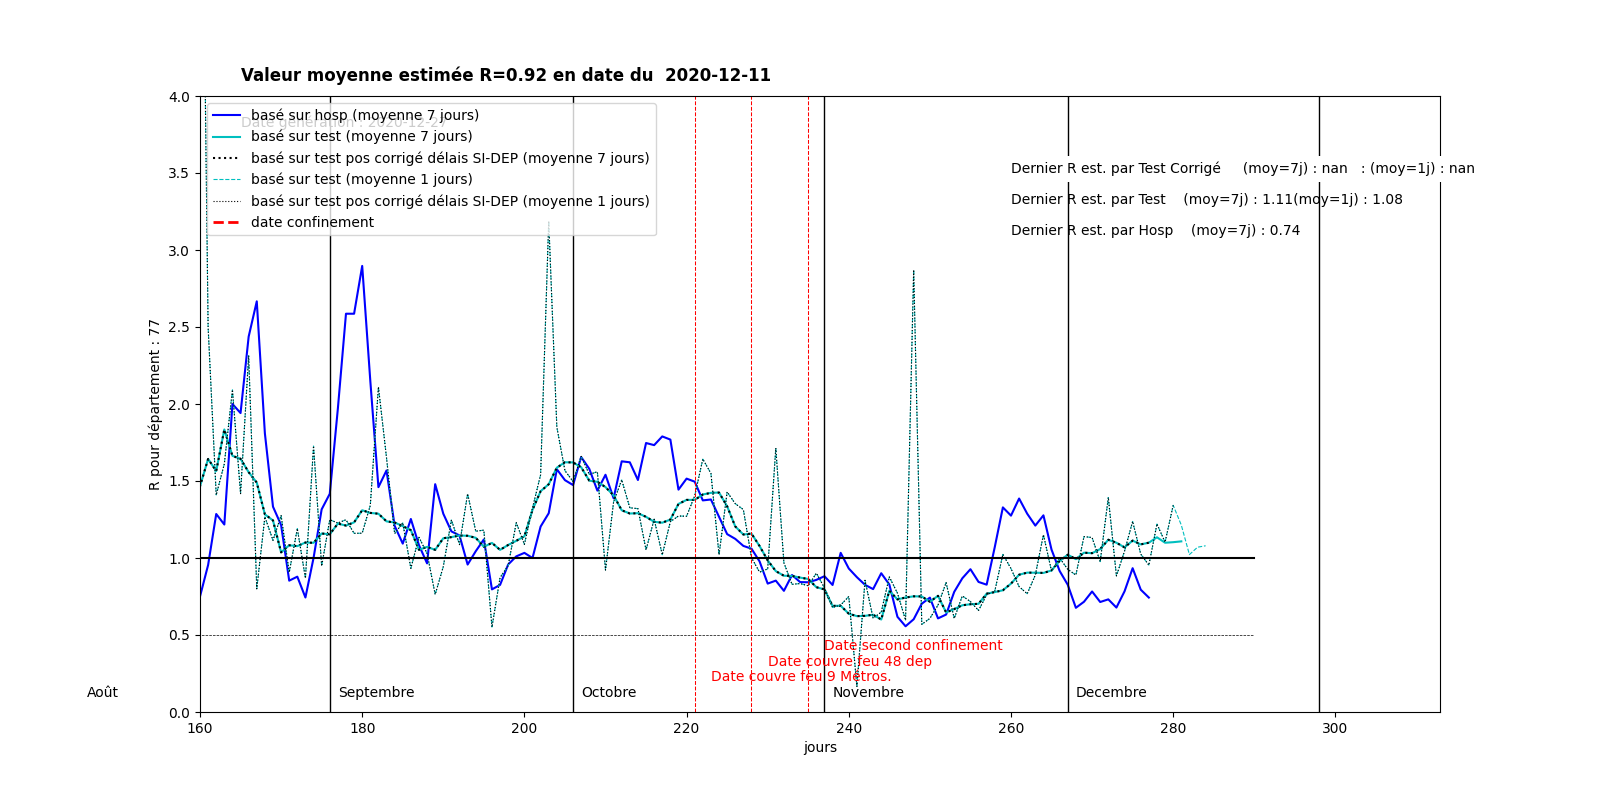 Valeur moyenne estimée R=0.92 en date du  2020-12-11
Date génération : 2020-12-27
basé sur hosp (moyenne 7 jours)
basé sur test (moyenne 7 jours)
basé sur test pos corrigé délais SI-DEP (moyenne 7 jours)
basé sur test (moyenne 1 jours)
basé sur test pos corrigé délais SI-DEP (moyenne 1 jours)
date confinement
Dernier R est. par Test Corrigé     (moy=7j) : nan   : (moy=1j) : nan
Dernier R est. par Test    (moy=7j) : 1.11(moy=1j) : 1.08
Dernier R est. par Hosp    (moy=7j) : 0.74
4.0
3.5
3.0
2.5
2.0
1.5
1.0
0.5
0.0
R pour département : 77
Date second confinement
Date couvre feu 48 dep
Date couvre feu 9 Métros.
Août
Septembre
Octobre
Novembre
Decembre
160
180
200
220
240
260
280
300
jours